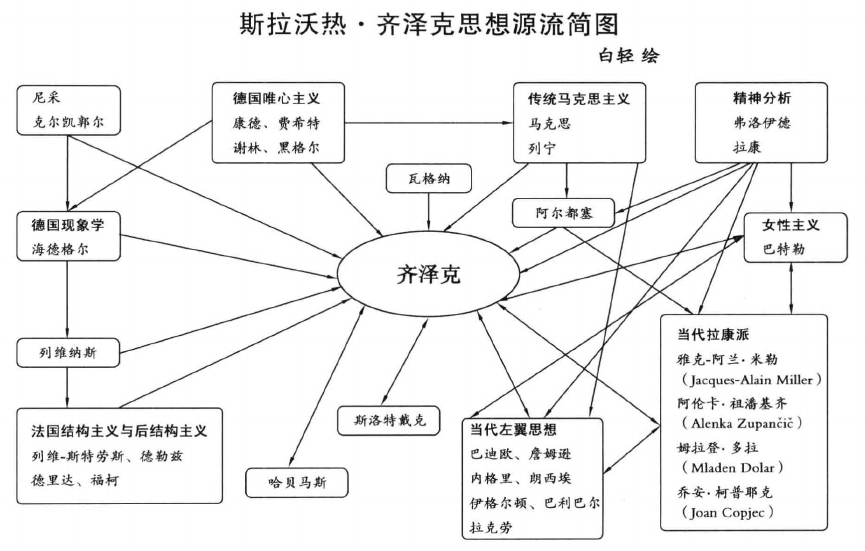 斯拉沃热·齐泽克思想源流简图
白轻 绘
尼采
克尔凯郭尔
德国唯心主义
康德、费希特
谢林、黑格尔
传统马克思主义
马克思
列宁
精神分析
弗洛伊德
拉康
瓦格纳
阿尔都塞
德国现象学
海德格尔
女性主义
巴特勒
齐泽克
列维纳斯
当代拉康派
雅克-阿兰·米勒
（Jacques-Alain Miller）
阿伦卡·祖潘基齐
（Alenka Zupančič）
姆拉登·多拉
（Mladen Dolar）
乔安·柯普耶克
（Joan Copjec）
法国结构主义与后结构主义
列维-斯特劳斯、德勒兹
德里达、福柯
斯洛特戴克
哈贝马斯
当代左翼思想
巴迪欧、詹姆逊
内格里、朗西埃
伊格尔顿、巴利巴尔
拉克劳